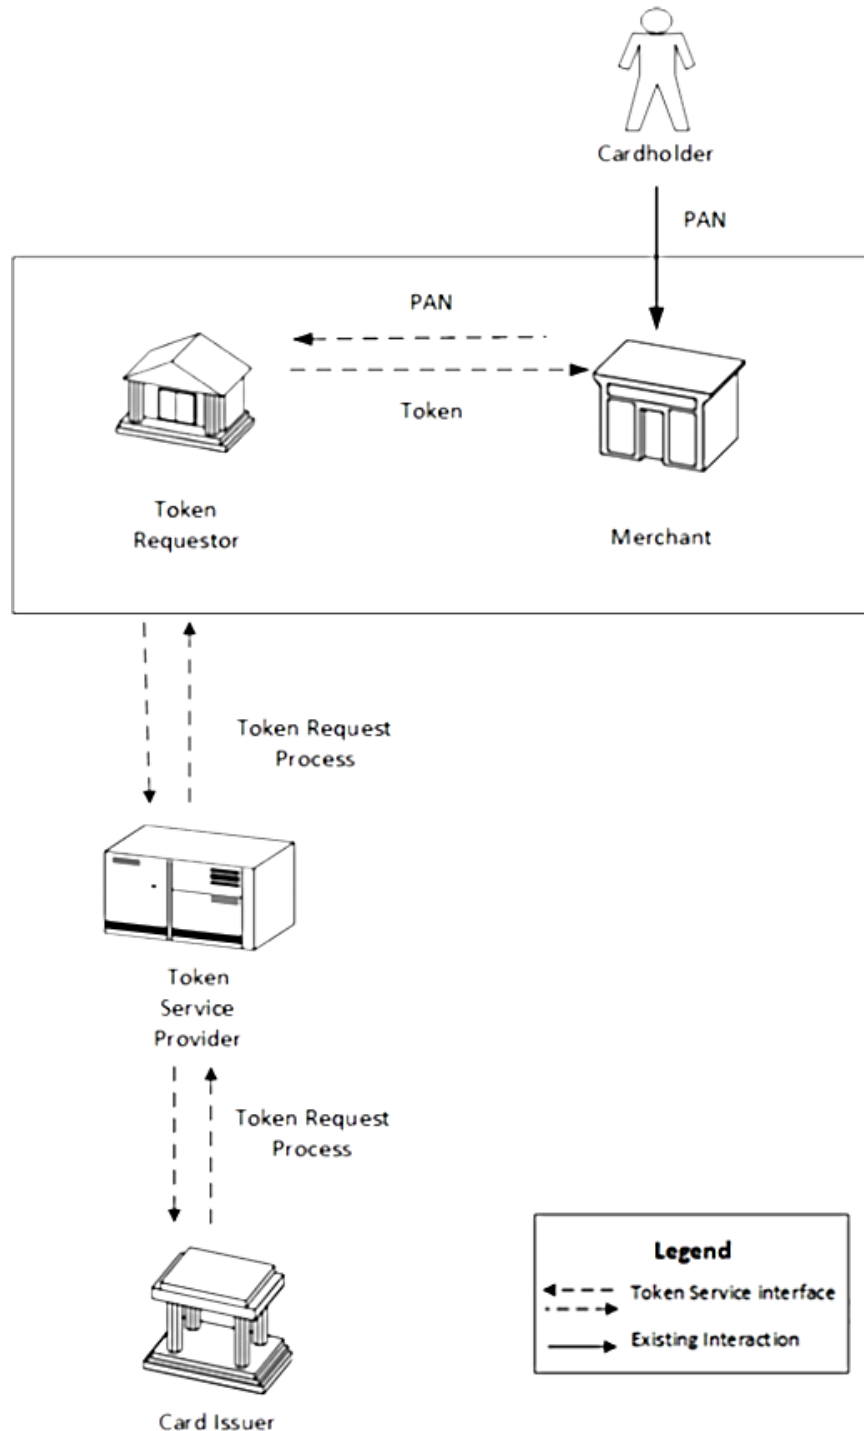 Cardholder
PAN
PAN
Token
Token
Requestor
Merchant
Token Request
Process
Token
Service
Provider
Token Request
Process
Card Issuer
Legend
Token Service interface
Existing Interaction